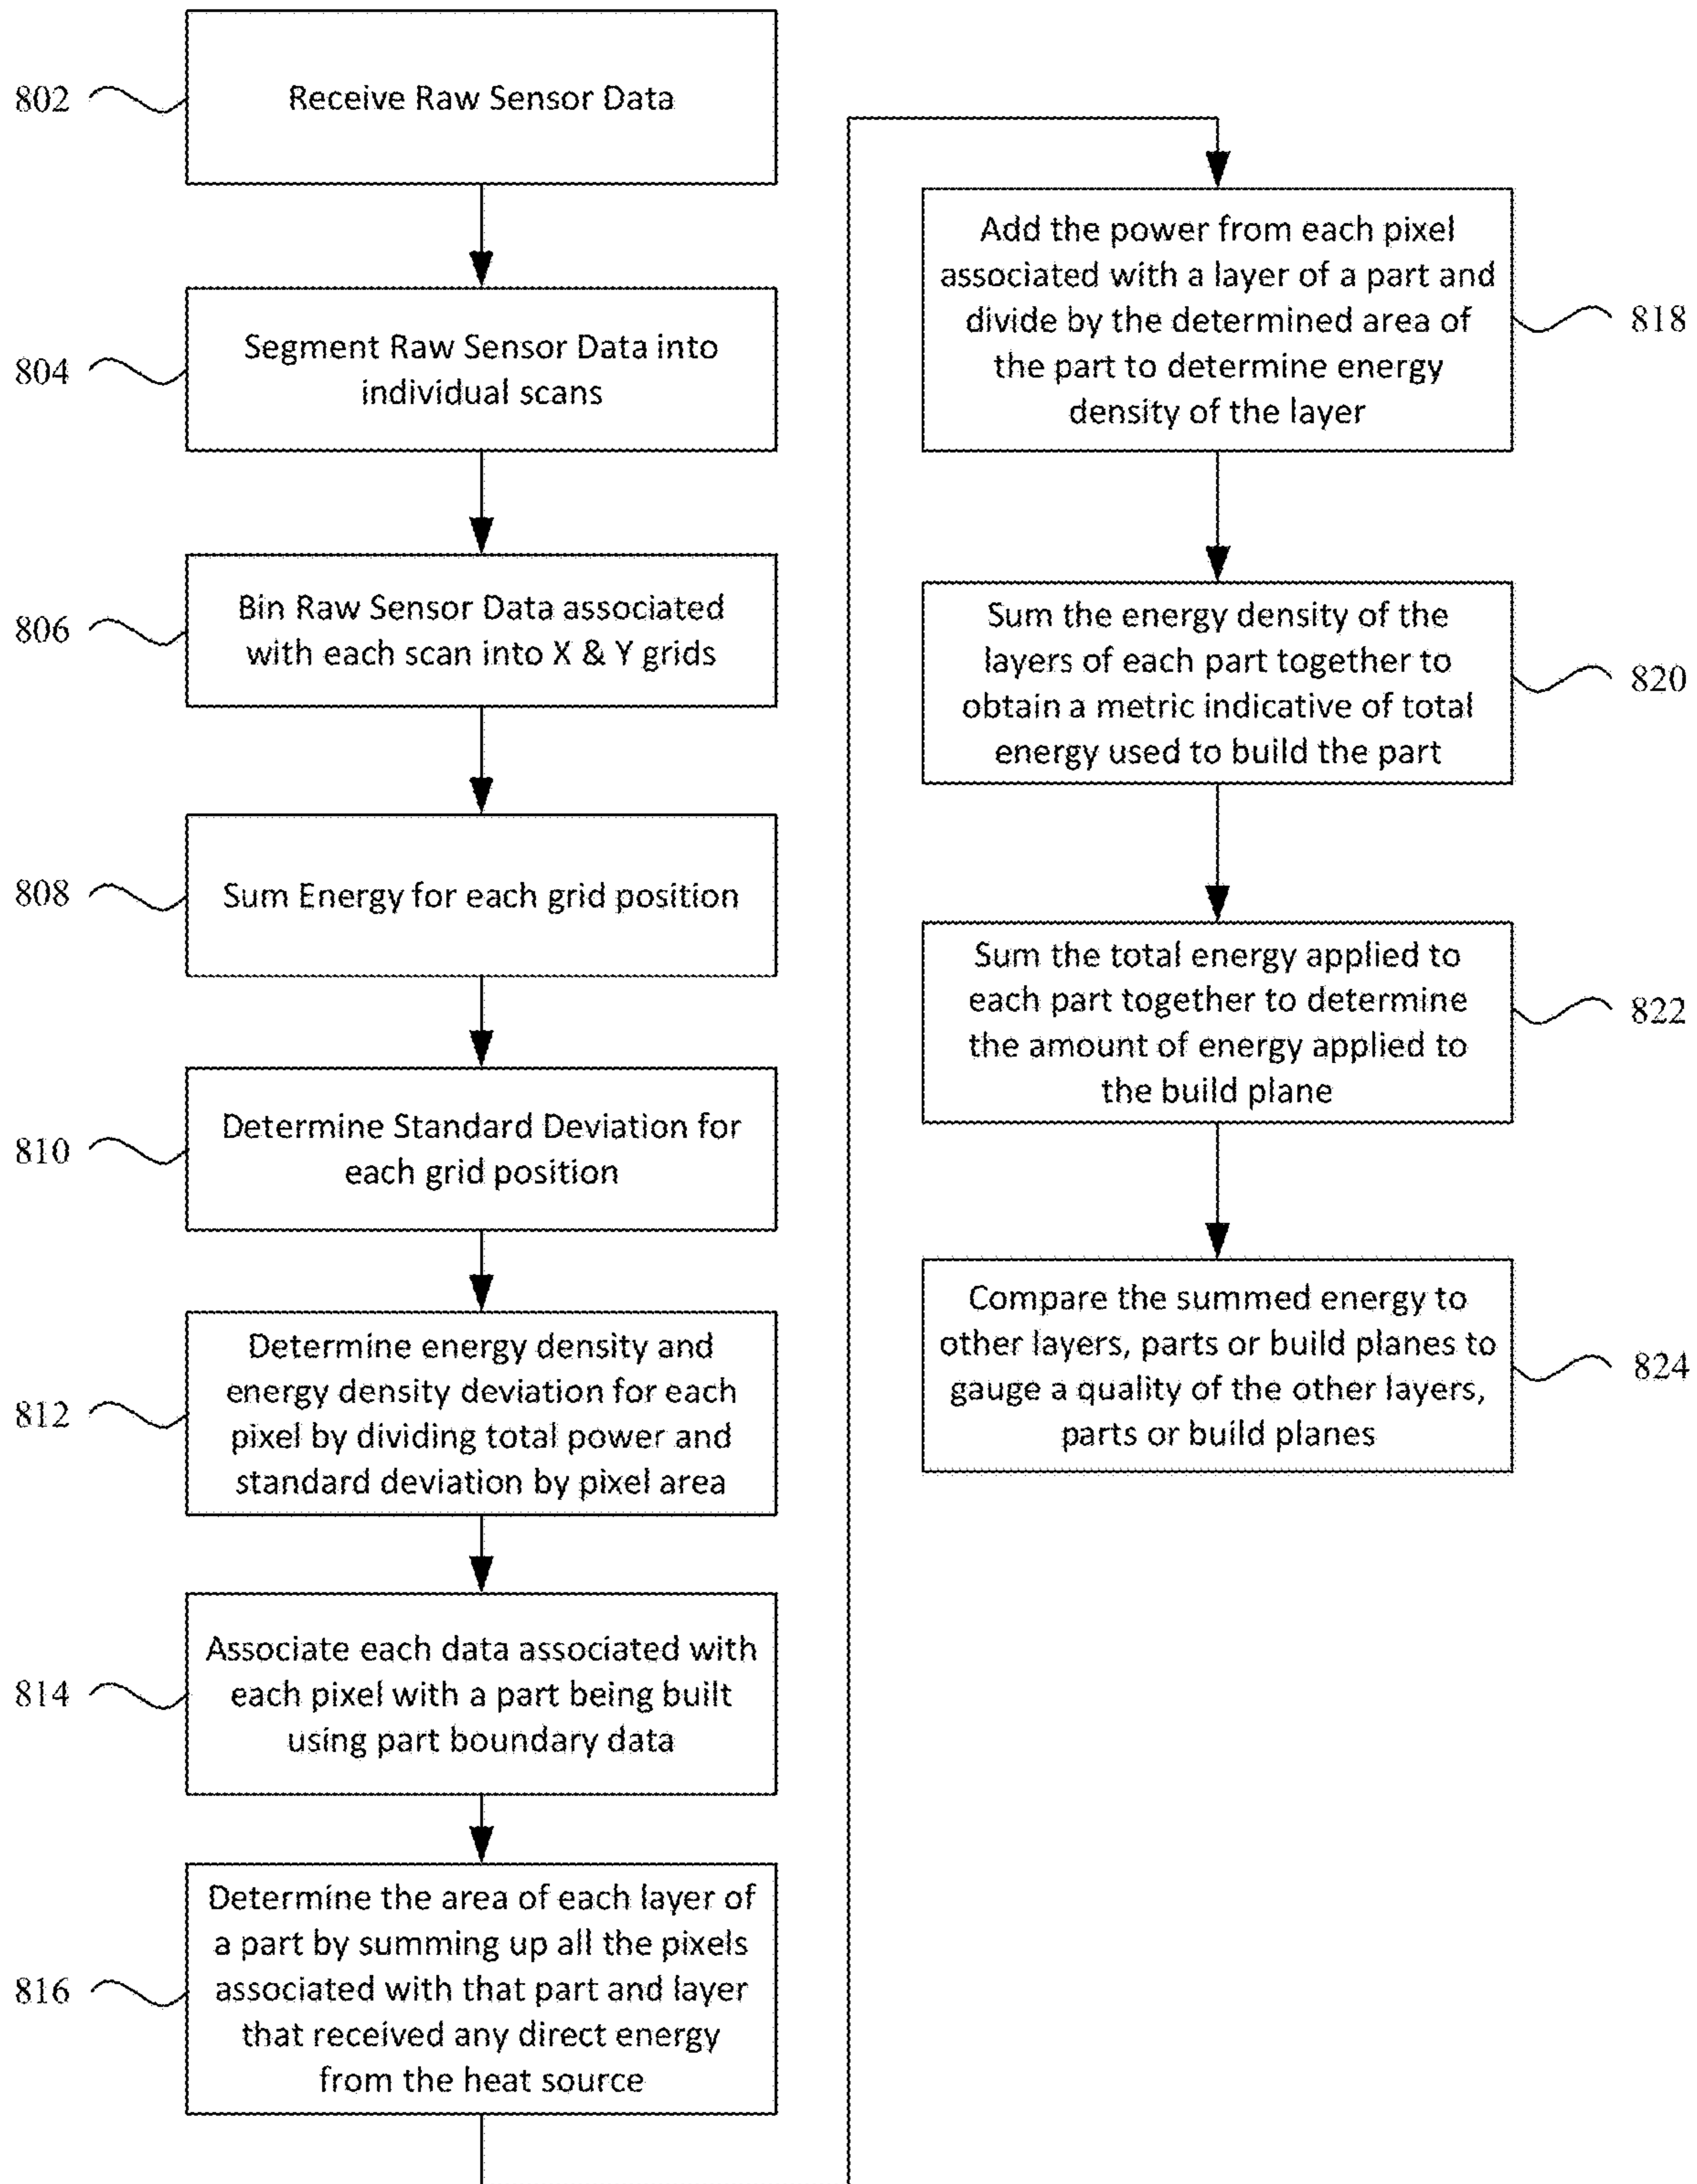 802
Receive Raw Sensor Data
804
Segment Raw Sensor Data into
individual scans
806
Bin Raw Sensor Data associated
with each scan into X & Y grids
808
Sum Energy for each grid position
810
Determine Standard Deviation for
each grid position
812
Determine energy density and
energy density deviation for each
pixel by dividing total power and
standard deviation by pixel area
814
Associate each data associated with
each pixel with a part being built
using part boundary data
816
Determine the area of each layer of
a part by summing up all the pixels
associated with that part and layer
that received any direct energy
from the heat source
Add the power from each pixel
associated with a layer of a part and
divide by the determined area of
the part to determine energy
density of the layer
818
Sum the energy density of the
layers of each part together to
obtain a metric indicative of total
energy used to build the part
820
Sum the total energy applied to
each part together to determine
the amount of energy applied to
the build plane
822
Compare the summed energy to
other layers, parts or build planes to
gauge a quality of the other layers,
parts or build planes
824